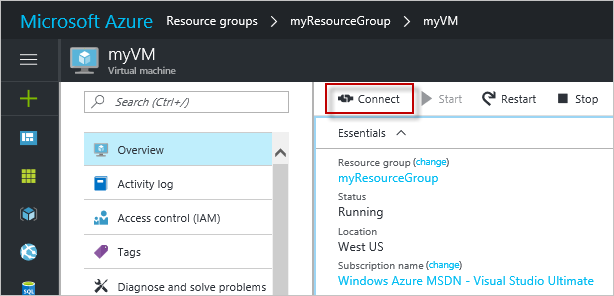 Microsoft Azure Resource groups > myResourceGroup > myVM
myVM
Virtual machine
Search (Ctrl+/)
Connect Start Restart Stop
Essentials
Overview
Activity log
Access control (IAM)
Tags
Diagnose and solve problems
Resource group (change)
myResourceGroup
Status
Running
Location
West US
Subscription name (change)
Windows Azure MSDN - Visual Studio Ultimate
SQL